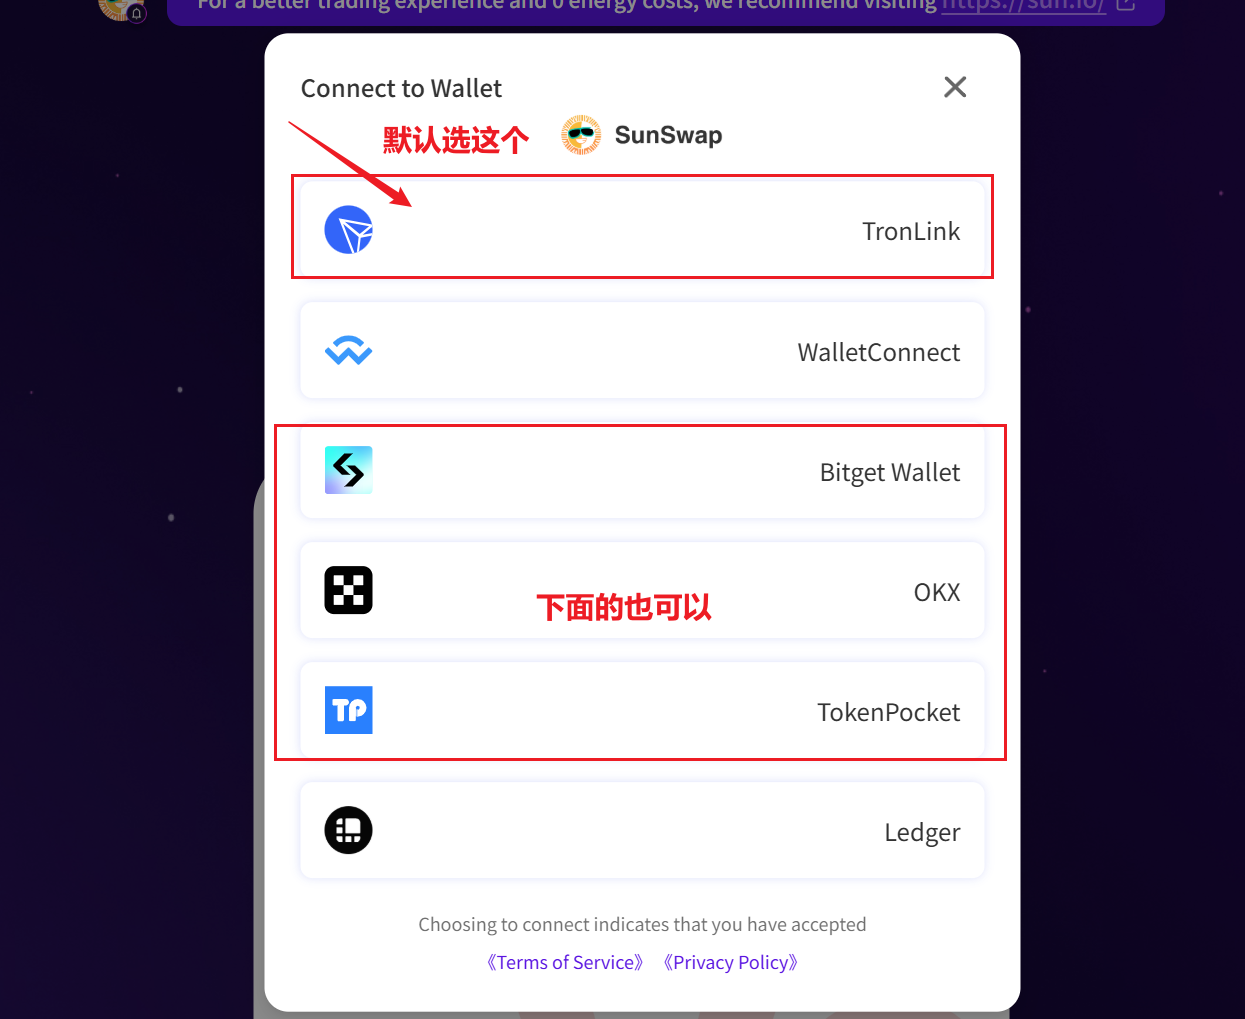 For a better trading experience and 0 energy costs, we recommend visiting https://sun.io/
Connect to Wallet
默认选这个
SunSwap
TronLink
WalletConnect
Bitget Wallet
OKX
下面的也可以
TP
TokenPocket
Ledger
Choosing to connect indicates that you have accepted
《Terms of Service》 《Privacy Policy》